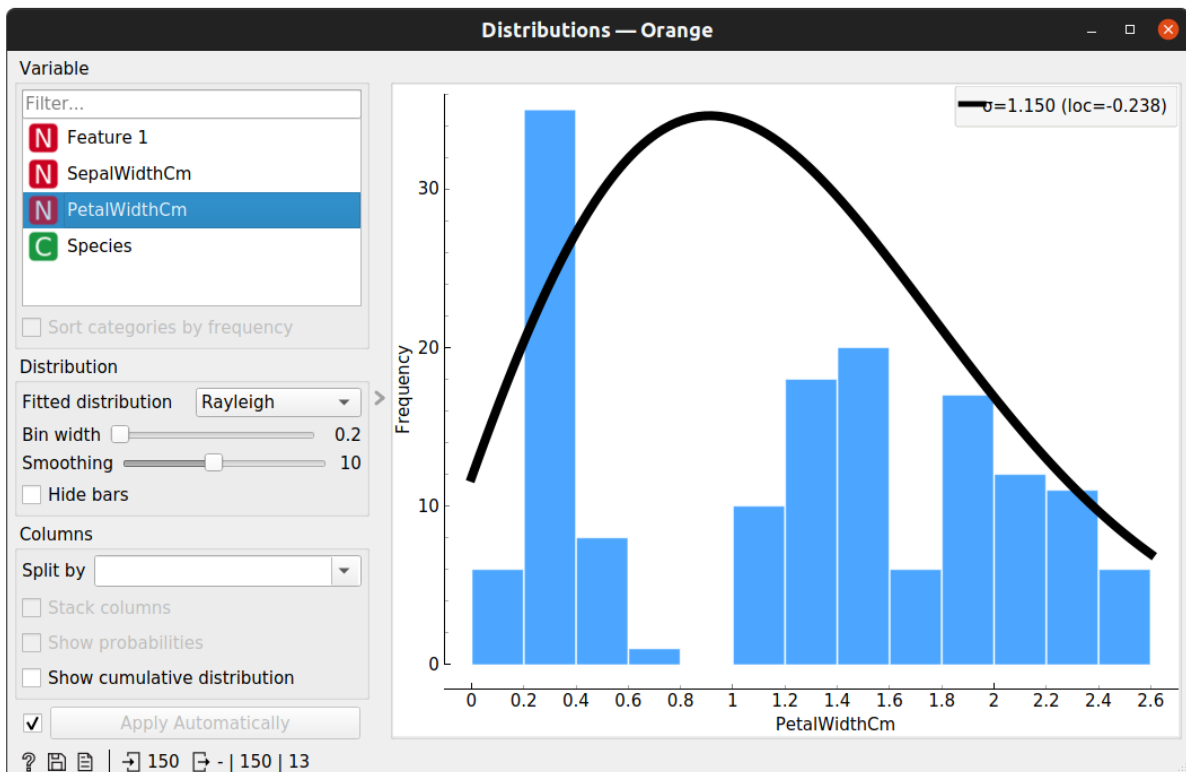 Distributions — Orange
Variable
Filter...
N Feature 1
N SepalWidthCm
N PetalWidthCm
C Species
Sort categories by frequency
Distribution
Fitted distribution Rayleigh
Bin width 0.2
Smoothing 10
Hide bars
Columns
Split by
Stack columns
Show probabilities
Show cumulative distribution
Apply Automatically
? 150 - | 150 | 13
σ=1.150 (loc=-0.238)
Frequency
30
20
10
0
0 0.2 0.4 0.6 0.8 1 1.2 1.4 1.6 1.8 2 2.2 2.4 2.6
PetalWidthCm